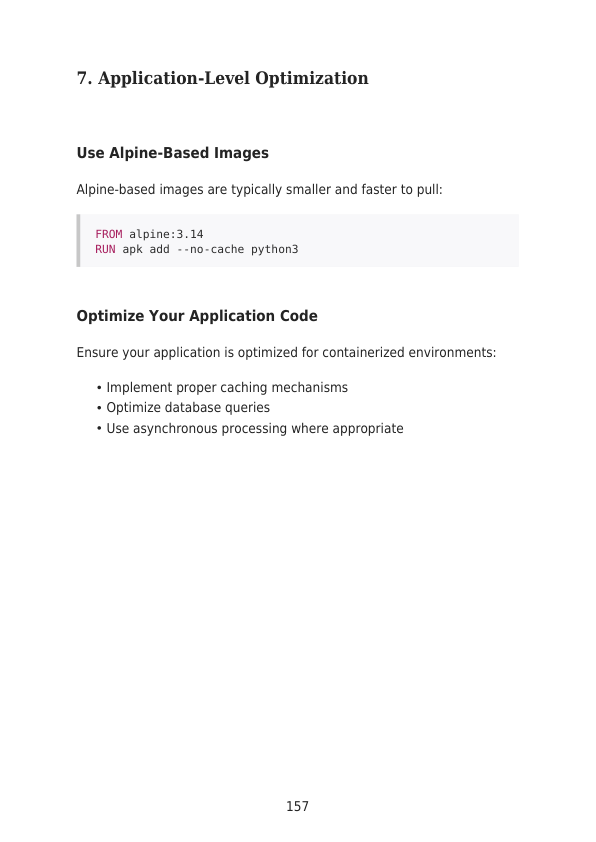 7. Application-Level Optimization
Use Alpine-Based Images
Alpine-based images are typically smaller and faster to pull:
FROM alpine:3.14
RUN apk add --no-cache python3
Optimize Your Application Code
Ensure your application is optimized for containerized environments:
• Implement proper caching mechanisms
• Optimize database queries
• Use asynchronous processing where appropriate
157